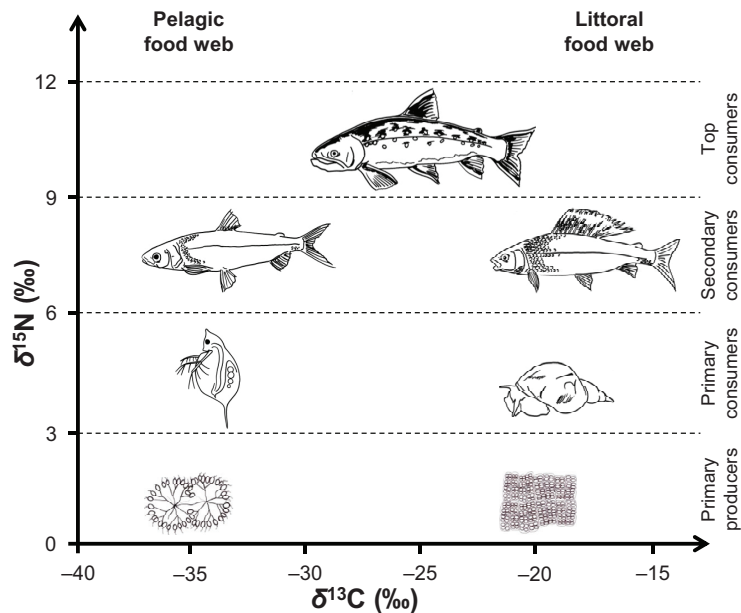 Pelagic
food web
Littoral
food web
12
9
6
3
0
δ¹⁵N (‰)
Top
consumers
Secondary
consumers
Primary
consumers
Primary
producers
–40
–35
–30
–25
–20
–15
δ¹³C (‰)